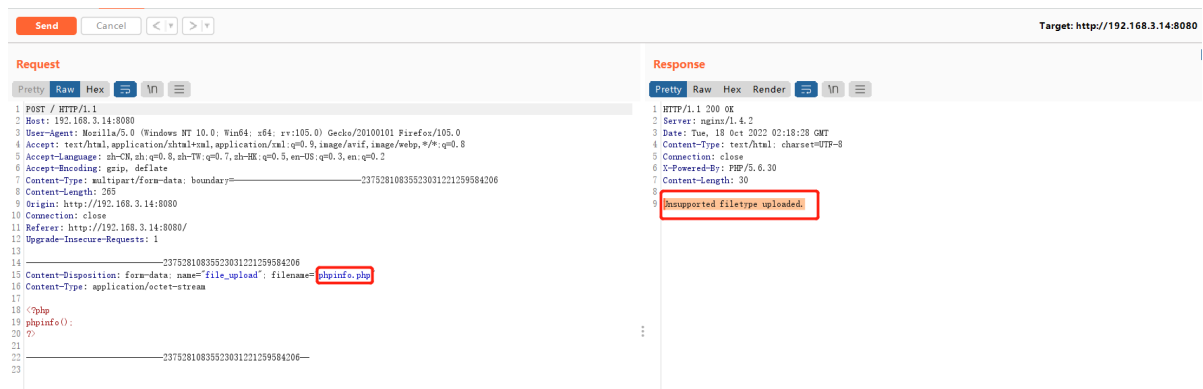 Send Cancel < > Target: http://192.168.3.14:8080
Request
Pretty Raw Hex \n
1 POST / HTTP/1.1
2 Host: 192.168.3.14:8080
3 User-Agent: Mozilla/5.0 (Windows NT 10.0; Win64; x64; rv:105.0) Gecko/20100101 Firefox/105.0
4 Accept: text/html,application/xhtml+xml,application/xml;q=0.9,image/avif,image/webp,*/*;q=0.8
5 Accept-Language: zh-CN,zh;q=0.8,zh-TW;q=0.7,zh-HK;q=0.5,en-US;q=0.3,en;q=0.2
6 Accept-Encoding: gzip, deflate
7 Content-Type: multipart/form-data; boundary=---------------------------23752810835523031221259584206
8 Content-Length: 265
9 Origin: http://192.168.3.14:8080
10 Connection: close
11 Referer: http://192.168.3.14:8080/
12 Upgrade-Insecure-Requests: 1
13
14 -----------------------------23752810835523031221259584206
15 Content-Disposition: form-data; name="file_upload"; filename="phpinfo.php"
16 Content-Type: application/octet-stream
17
18 <?php
19 phpinfo();
20 ?>
21
22 -----------------------------23752810835523031221259584206--
23
Response
Pretty Raw Hex Render \n
1 HTTP/1.1 200 OK
2 Server: nginx/1.4.2
3 Date: Tue, 18 Oct 2022 02:18:28 GMT
4 Content-Type: text/html; charset=UTF-8
5 Connection: close
6 X-Powered-By: PHP/5.6.30
7 Content-Length: 30
8
9 Unsupported filetype uploaded.